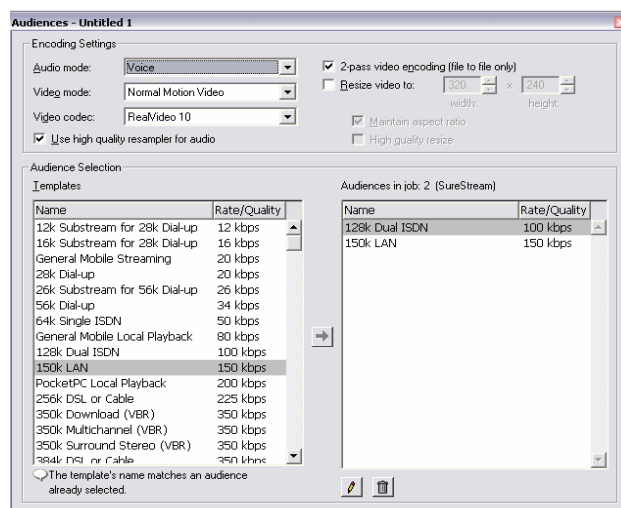 Audiences - Untitled 1
Encoding Settings
Audio mode: Voice
Video mode: Normal Motion Video
Video codec: RealVideo 10
Use high quality resampler for audio
2-pass video encoding (file to file only)
Resize video to: 320 x 240
width: height:
Maintain aspect ratio
High quality resize
Audience Selection
Templates
Name Rate/Quality
12k Substream for 28k Dial-up 12 kbps
16k Substream for 28k Dial-up 16 kbps
General Mobile Streaming 20 kbps
28k Dial-up 20 kbps
26k Substream for 56k Dial-up 26 kbps
56k Dial-up 34 kbps
64k Single ISDN 50 kbps
General Mobile Local Playback 80 kbps
128k Dual ISDN 100 kbps
150k LAN 150 kbps
PocketPC Local Playback 200 kbps
256k DSL or Cable 225 kbps
350k Download (VBR) 350 kbps
350k Multichannel (VBR) 350 kbps
350k Surround Stereo (VBR) 350 kbps
384k DSL or Cable 350 kbps
The template's name matches an
audience
already selected.
Audiences in job: 2 (SureStream)
Name Rate/Quality
128k Dual ISDN 100 kbps
150k LAN 150 kbps